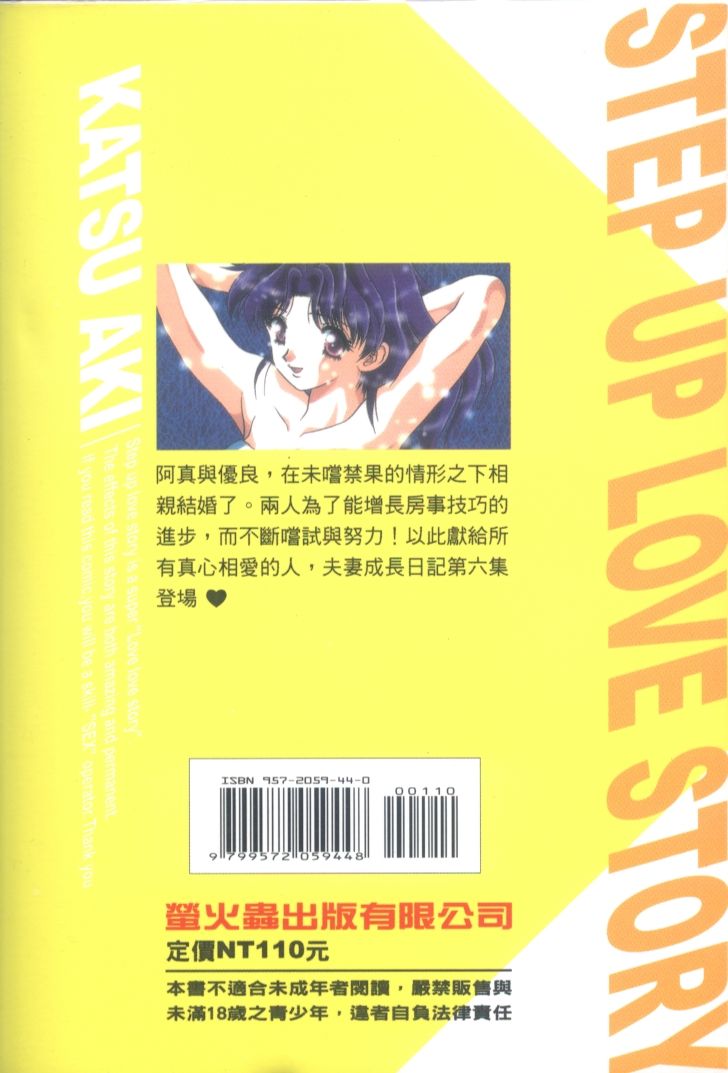 STEP UP LOVE STORY
KATSU AKI
Step up love story is a super "Love love story".
The effects of this story are both amazing and permanent.
If you read this comic, you will be a skill "SEX" operator. Thank you
阿真與優良，在未嚐禁果的情形之下相
親結婚了。兩人為了能增長房事技巧的
進步，而不斷嚐試與努力！以此獻給所
有真心相愛的人，夫妻成長日記第六集
登場♥
ISBN 957-2059-44-0
00110
9 799572 059448
螢火蟲出版有限公司
定價NT110元
本書不適合未成年者閱讀，嚴禁販售與
未滿18歲之青少年，違者自負法律責任